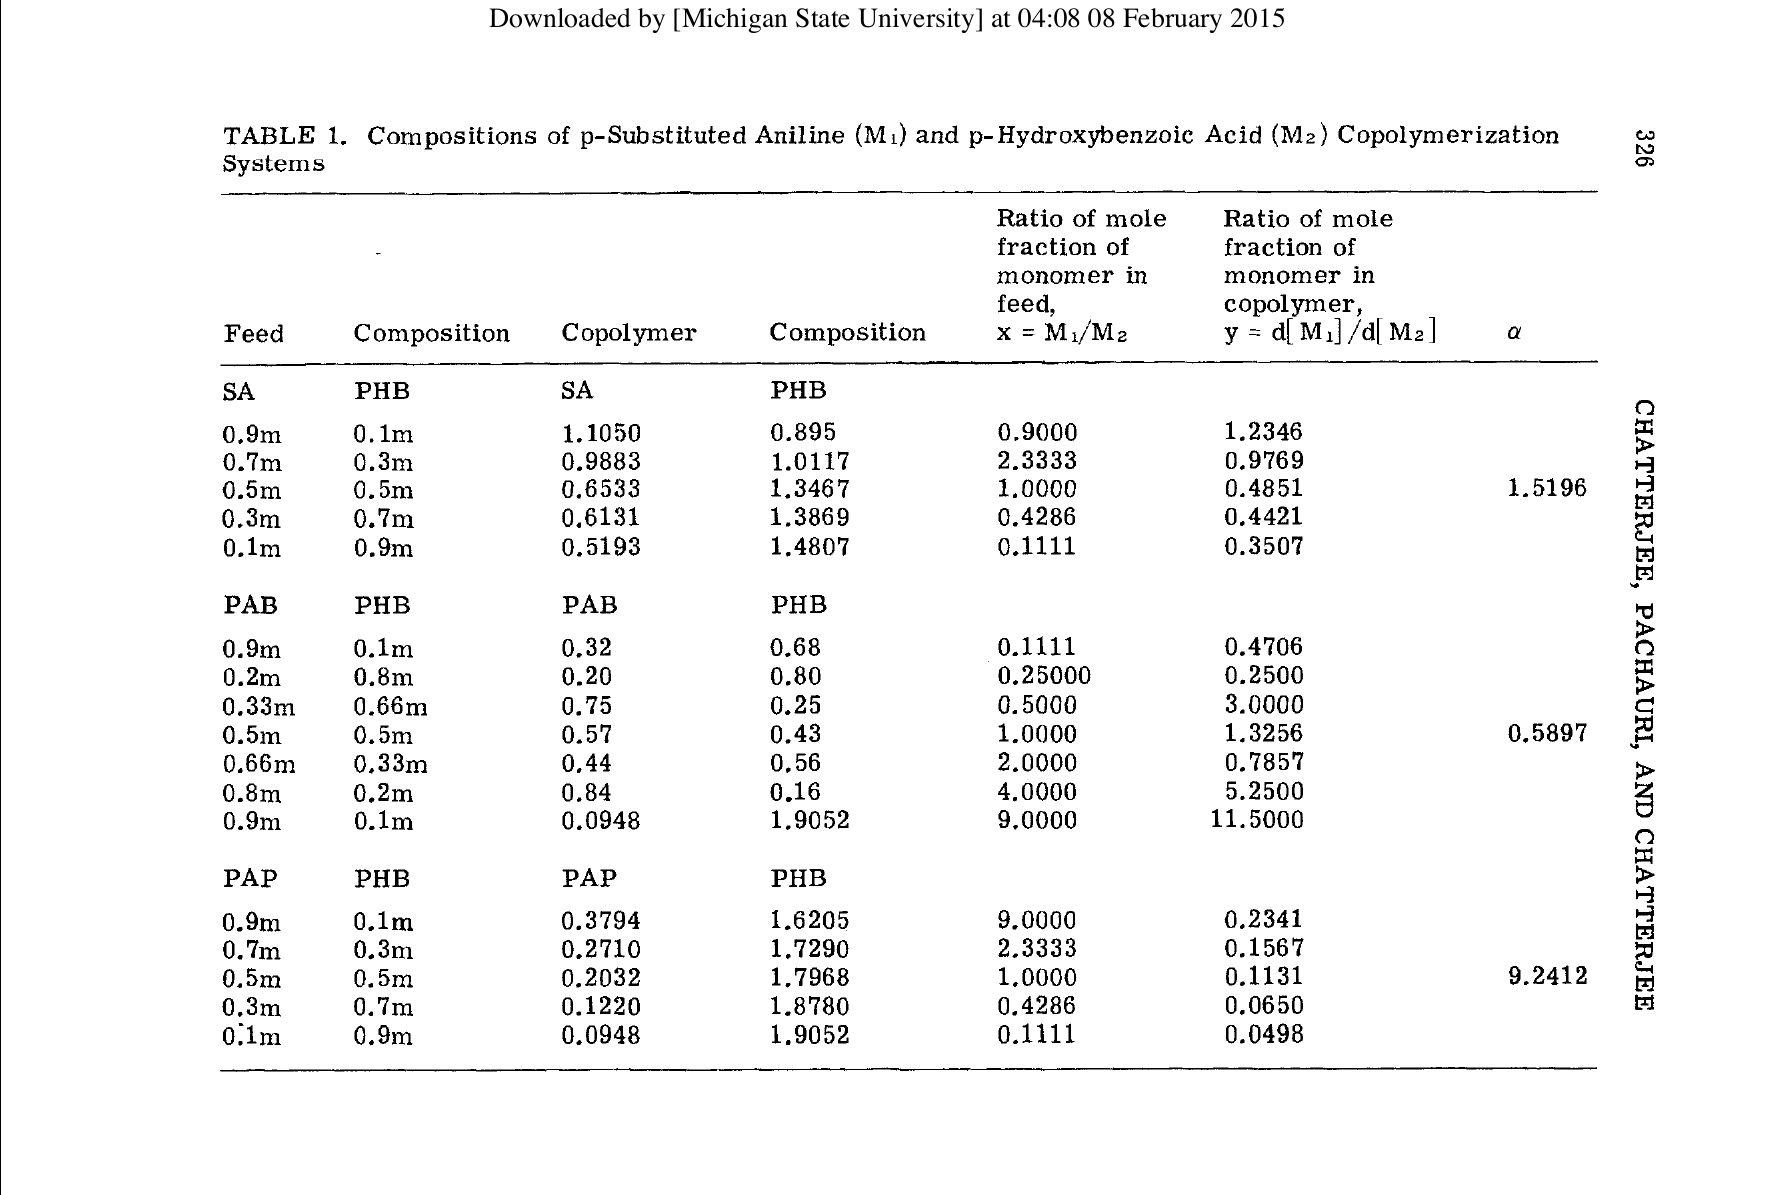 Downloaded by [Michigan State University] at 04:08 08 February 2015
TABLE 1. Compositions of p-Substituted Aniline (M1) and p-Hydroxybenzoic Acid (M2) Copolymerization
Systems
326
Ratio of mole Ratio of mole
fraction of fraction of
monomer in monomer in
feed, copolymer,
Feed Composition Copolymer Composition x = M1/M2 y = d[M1]/d[M2] α
SA PHB SA PHB
0.9m 0.1m 1.1050 0.895 0.9000 1.2346
0.7m 0.3m 0.9883 1.0117 2.3333 0.9769
0.5m 0.5m 0.6533 1.3467 1.0000 0.4851 1.5196
0.3m 0.7m 0.6131 1.3869 0.4286 0.4421
0.1m 0.9m 0.5193 1.4807 0.1111 0.3507
PAB PHB PAB PHB
0.9m 0.1m 0.32 0.68 0.1111 0.4706
0.2m 0.8m 0.20 0.80 0.25000 0.2500
0.33m 0.66m 0.75 0.25 0.5000 3.0000
0.5m 0.5m 0.57 0.43 1.0000 1.3256 0.5897
0.66m 0.33m 0.44 0.56 2.0000 0.7857
0.8m 0.2m 0.84 0.16 4.0000 5.2500
0.9m 0.1m 0.0948 1.9052 9.0000 11.5000
PAP PHB PAP PHB
0.9m 0.1m 0.3794 1.6205 9.0000 0.2341
0.7m 0.3m 0.2710 1.7290 2.3333 0.1567
0.5m 0.5m 0.2032 1.7968 1.0000 0.1131 9.2412
0.3m 0.7m 0.1220 1.8780 0.4286 0.0650
0.1m 0.9m 0.0948 1.9052 0.1111 0.0498
CHATTERJEE, PACHAURI, AND CHATTERJEE